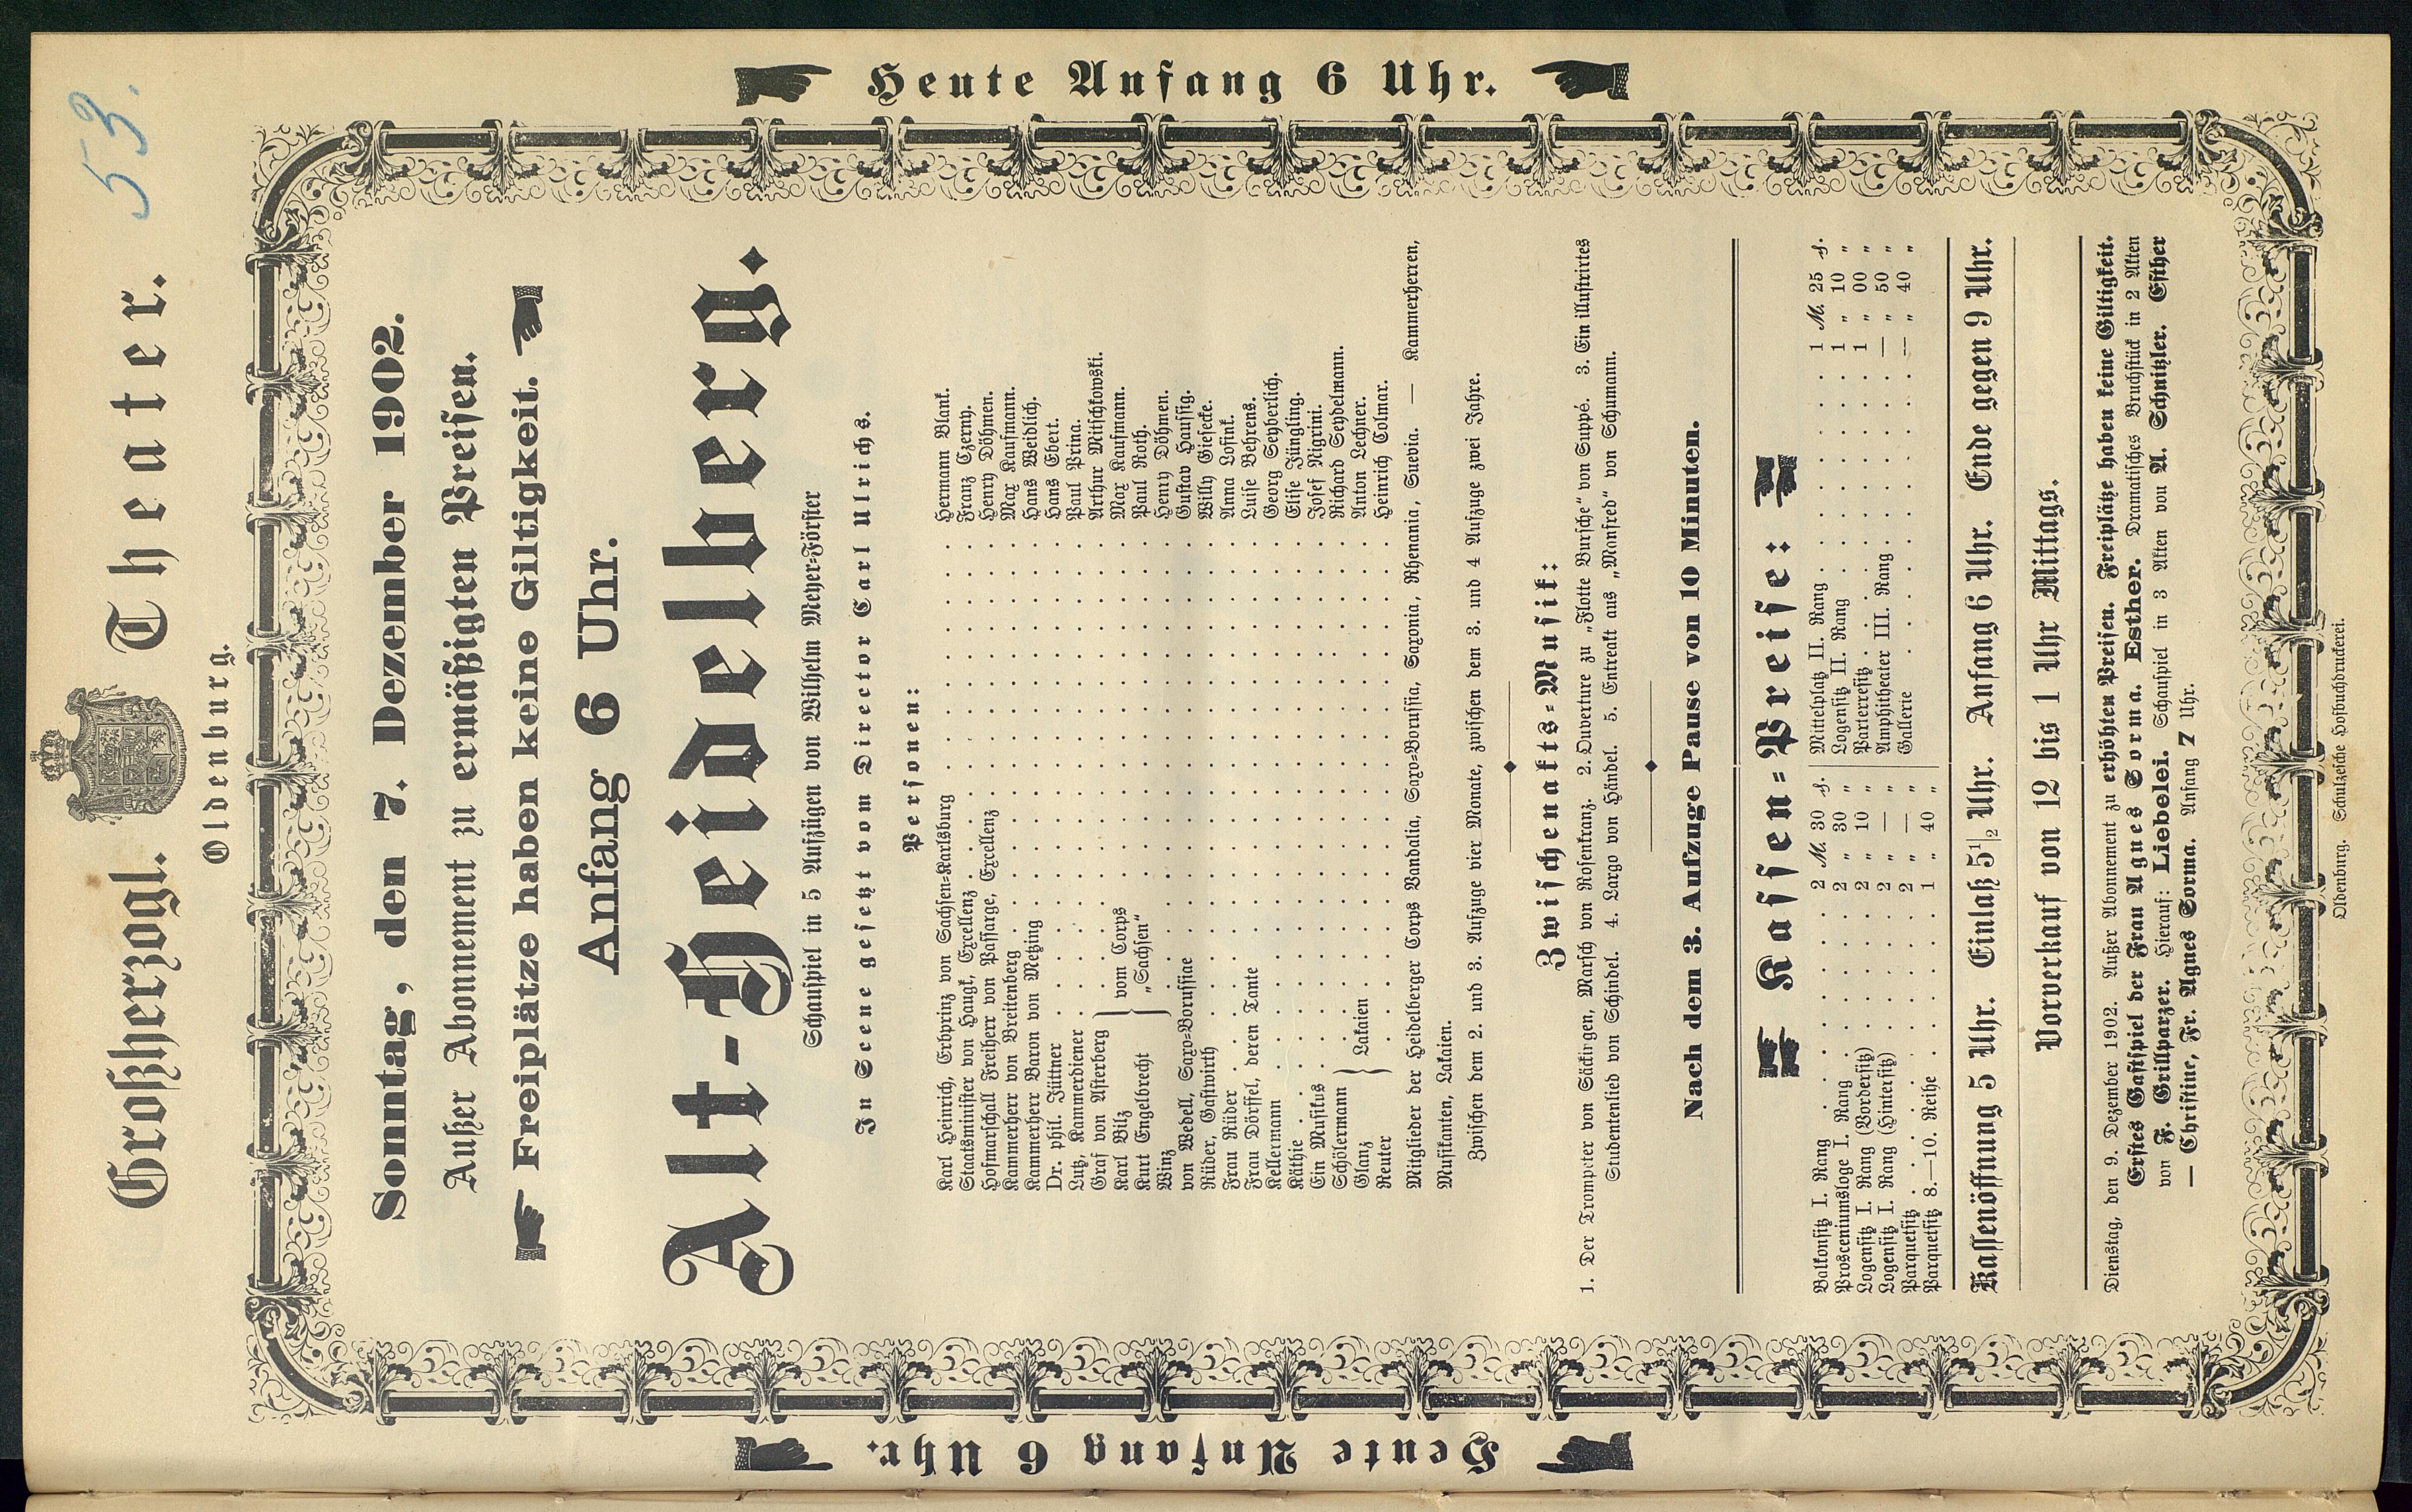 53.
Großherzogl. Theater.
Oldenburg.
Heute Anfang 6 Uhr.
Heute Anfang 6 Uhr.
Sonntag, den 7. Dezember 1902.
Außer Abonnement zu ermäßigten Preisen.
Freiplätze haben keine Giltigkeit.
Anfang 6 Uhr.
Alt-Heidelberg.
Schauspiel in 5 Aufzügen von Wilhelm Meyer-Förster
In Scene gesetzt vom Director Carl Ulrichs.
Personen:
Karl Heinrich, Erbprinz von Sachsen-Karlsburg . . . Hermann Blank.
Staatsminister von Haugk, Excellenz . . . Franz Czerny.
Hofmarschall Freiherr von Passarge, Excellenz . . . Henry Döhmen.
Kammerherr von Breitenberg . . . Max Kaufmann.
Kammerherr Baron von Metzing . . . Hans Weidlich.
Dr. phil. Jüttner . . . Hans Ebert.
Lutz, Kammerdiener . . . Paul Prina.
Graf von Asterberg } vom Corps „Sachsen“ . . . Arthur Mitschkowski.
Karl Bilz . . . Max Kaufmann.
Kurt Engelbrecht . . . Paul Roth.
Winz . . . Henry Döhmen.
von Wedell, Saxo-Borussiae . . . Gustav Haussig.
Rüder, Gastwirth . . . Willy Giesecke.
Frau Rüder . . . Anna Losink.
Frau Dörffel, deren Tante . . . Luise Behrens.
Kellermann . . . Georg Seyberlich.
Käthie . . . Elise Jüngling.
Ein Musikus . . . Josef Nigrini.
Schölermann } Lakaien . . . Richard Seydelmann.
Glanz . . . Anton Lechner.
Reuter . . . Heinrich Colmar.
Mitglieder der Heidelberger Corps Vandalia, Saxo-Borussia, Saxonia, Rhenania, Suevia. — Kammerherren,
Musikanten, Lakaien.
Zwischen dem 2. und 3. Aufzuge vier Monate, zwischen dem 3. und 4 Aufzuge zwei Jahre.
Zwischenakts-Musik:
1. Der Trompeter von Säckingen, Marsch von Rosenkranz. 2. Ouverture zu „Flotte Bursche“ von Suppé. 3. Ein illustrirtes
Studentenlied von Schindel. 4. Largo von Händel. 5. Entreatt aus „Manfred“ von Schumann.
Nach dem 3. Aufzuge Pause von 10 Minuten.
Kassen-Preise:
Balkonsitz I. Rang . . . 2 M. 30 ₰.
Prosceniumsloge I. Rang . . . 2 „ 30 „
Logensitz I. Rang (Vordersitz) . . . 2 „ 10 „
Logensitz I. Rang (Hintersitz) . . . 2 „ — „
Parquetsitz . . . 2 „ — „
Parquetsitz 8.—10. Reihe . . . 1 „ 40 „
Mittelplatz II. Rang . . . 1 M. 25 ₰.
Logensitz II. Rang . . . 1 „ 10 „
Parterresitz . . . 1 „ 00 „
Amphitheater III. Rang . . . — „ 50 „
Gallerie . . . — „ 40 „
Kassenöffnung 5 Uhr. Einlaß 5½ Uhr. Anfang 6 Uhr. Ende gegen 9 Uhr.
Vorverkauf von 12 bis 1 Uhr Mittags.
Dienstag, den 9. Dezember 1902. Außer Abonnement zu erhöhten Preisen. Freiplätze haben keine Giltigkeit.
Erstes Gastspiel der Frau Agnes Sorma. Esther. Dramatisches Bruchstück in 2 Akten
von F. Grillparzer. Hierauf: Liebelei. Schauspiel in 3 Akten von A. Schnitzler. Esther
— Christine, Fr. Agnes Sorma. Anfang 7 Uhr.
Oldenburg. Schulzesche Hofbuchdruckerei.